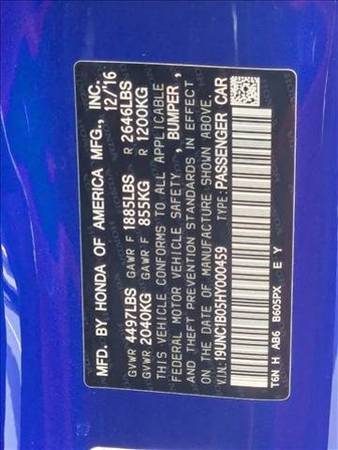 MFD. BY HONDA OF AMERICA MFG., INC.
12/16
GVWR 4497LBS GAWR F 1885LBS R 2646LBS
GVWR 2040KG GAWR F 855KG R 1200KG
THIS VEHICLE CONFORMS TO ALL APPLICABLE
FEDERAL MOTOR VEHICLE SAFETY, BUMPER,
AND THEFT PREVENTION STANDARDS IN EFFECT
ON THE DATE OF MANUFACTURE SHOWN ABOVE.
V.I.N: 19UNC1B05HY000459 PASSENGER CAR
T6N H AB6 B605PX E Y